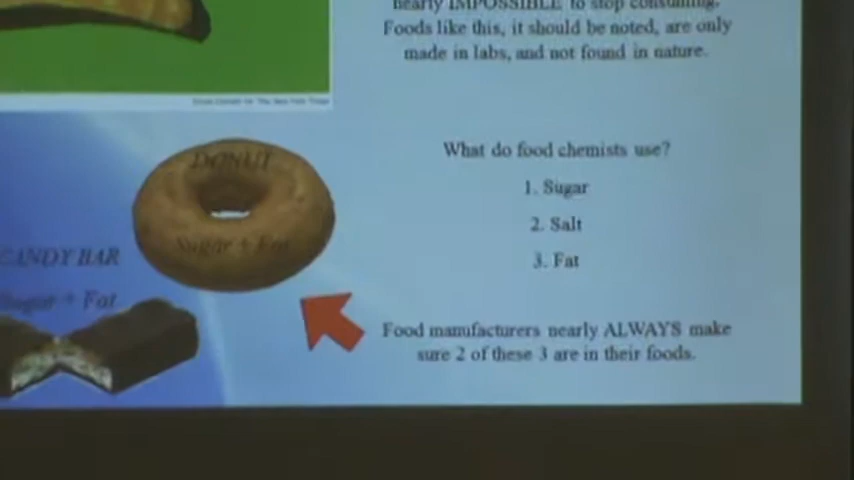 nearly IMPOSSIBLE to stop consuming.
Foods like this, it should be noted, are only
made in labs, and not found in nature.
DONUT
Sugar + Fat
CANDY BAR
Sugar + Fat
What do food chemists use?
1. Sugar
2. Salt
3. Fat
Food manufacturers nearly ALWAYS make
sure 2 of these 3 are in their foods.